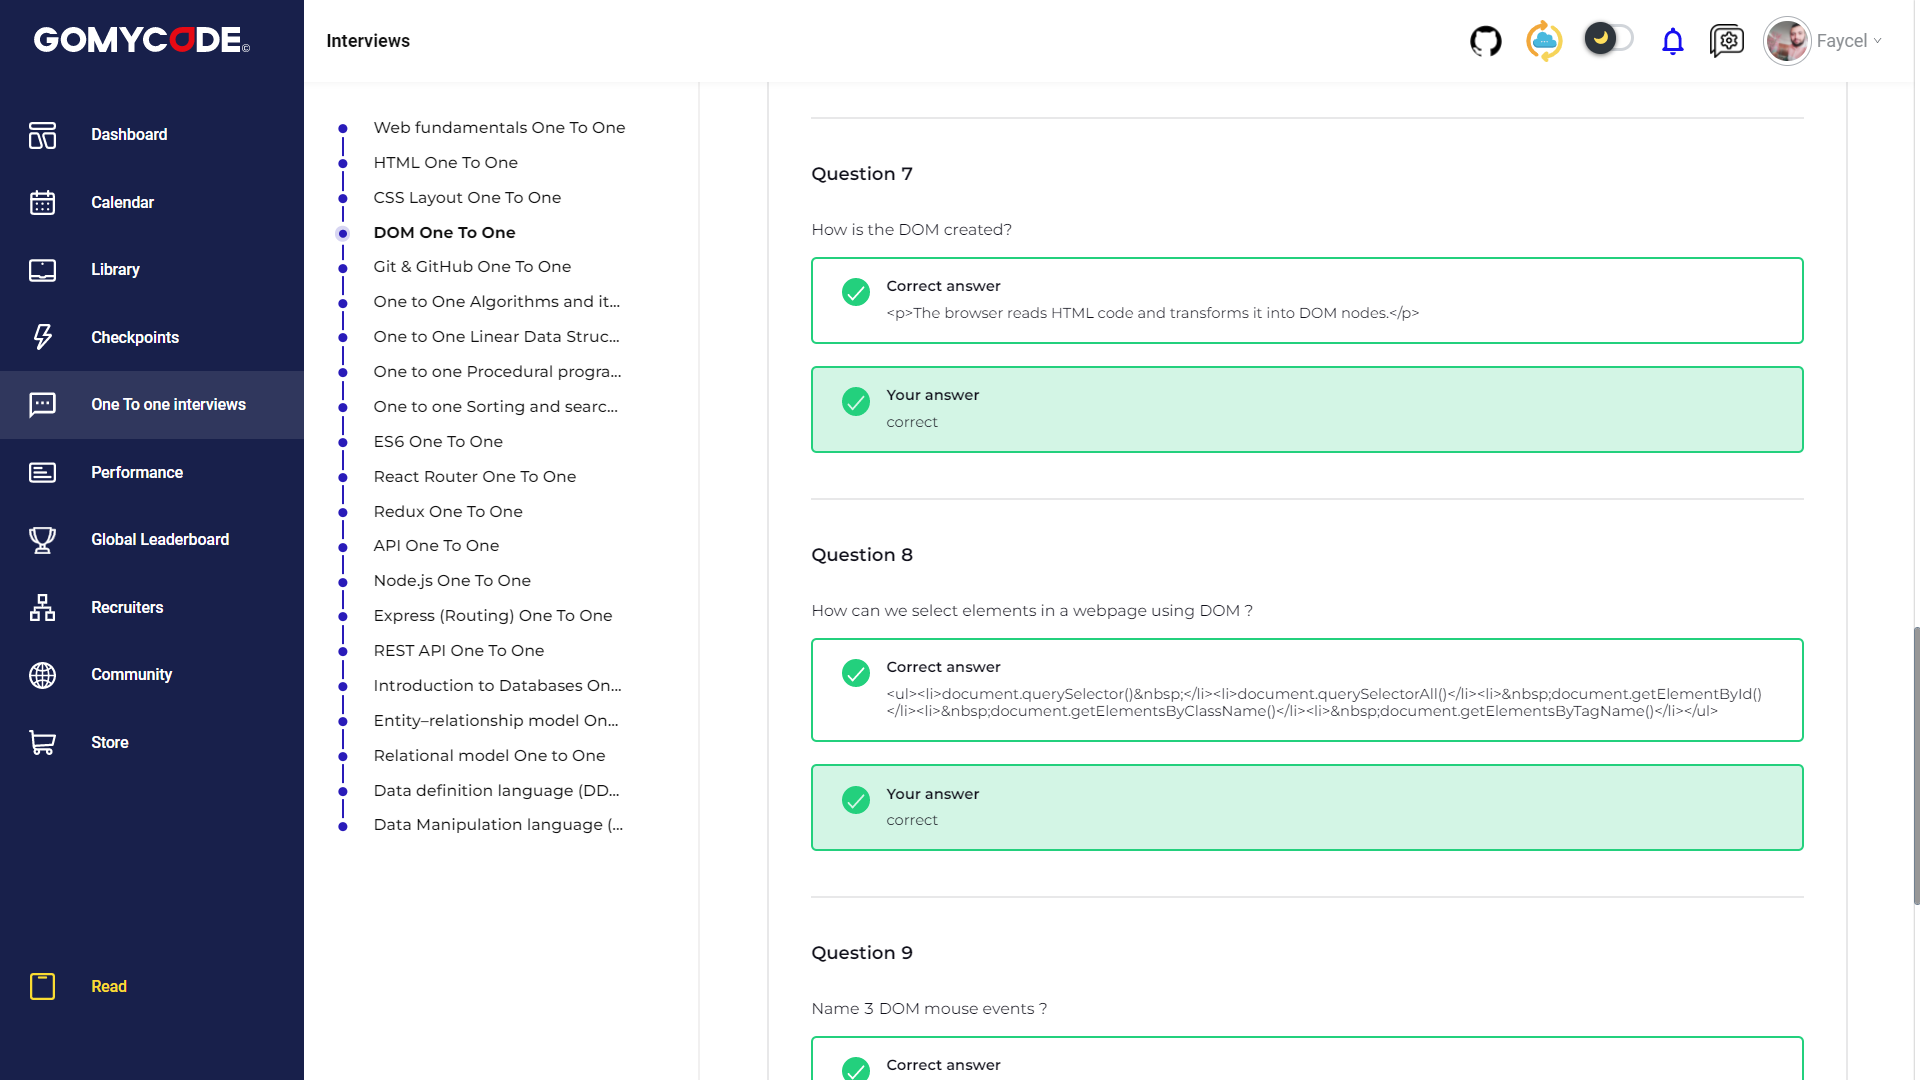 GOMYCODE©
Interviews
Faycel
Dashboard
Calendar
Library
Checkpoints
One To one interviews
Performance
Global Leaderboard
Recruiters
Community
Store
Read
Web fundamentals One To One
HTML One To One
CSS Layout One To One
DOM One To One
Git & GitHub One To One
One to One Algorithms and it...
One to One Linear Data Struc...
One to one Procedural progra...
One to one Sorting and searc...
ES6 One To One
React Router One To One
Redux One To One
API One To One
Node.js One To One
Express (Routing) One To One
REST API One To One
Introduction to Databases On...
Entity–relationship model On...
Relational model One to One
Data definition language (DD...
Data Manipulation language (...
Question 7
How is the DOM created?
Correct answer
<p>The browser reads HTML code and transforms it into DOM nodes.</p>
Your answer
correct
Question 8
How can we select elements in a webpage using DOM ?
Correct answer
<ul><li>document.querySelector()&nbsp;</li><li>document.querySelectorAll()</li><li>&nbsp;document.getElementById()
</li><li>&nbsp;document.getElementsByClassName()</li><li>&nbsp;document.getElementsByTagName()</li></ul>
Your answer
correct
Question 9
Name 3 DOM mouse events ?
Correct answer